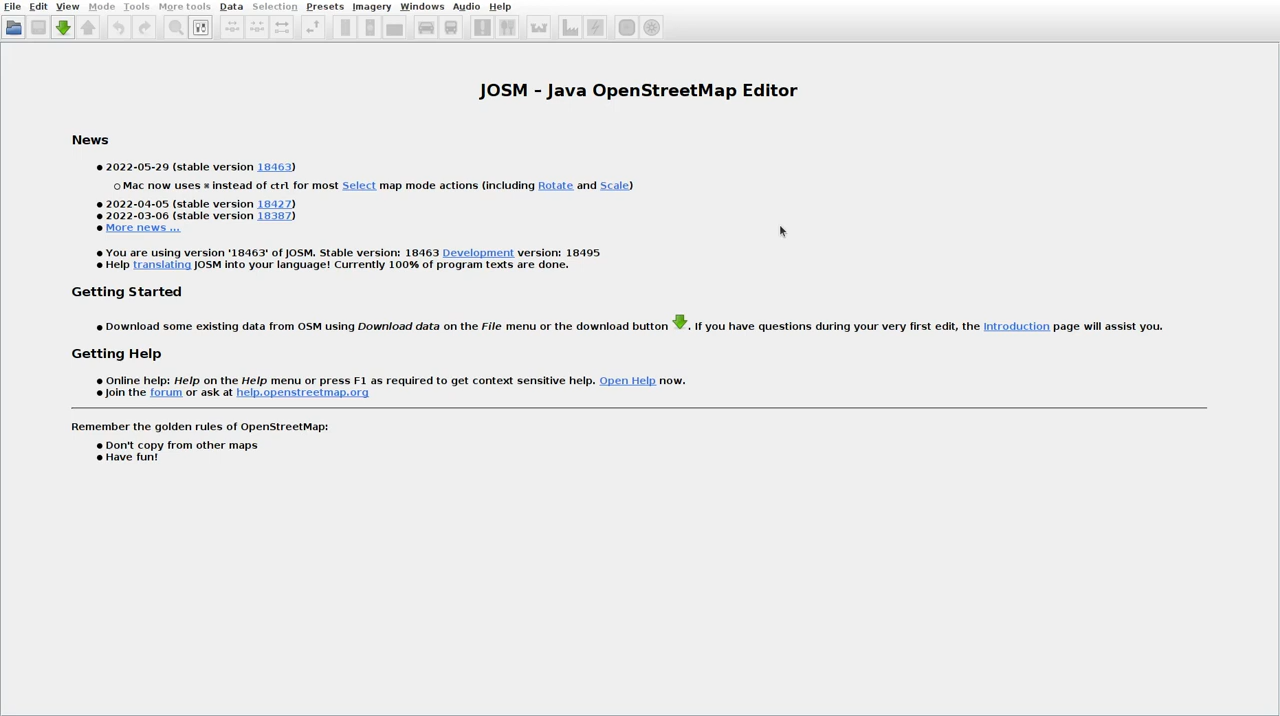 File Edit View Mode Tools More tools Data Selection Presets Imagery Windows Audio Help
JOSM – Java OpenStreetMap Editor
News
2022-05-29 (stable version 18463)
Mac now uses ⌘ instead of ctrl for most Select map mode actions (including Rotate and Scale)
2022-04-05 (stable version 18427)
2022-03-06 (stable version 18387)
More news ...
You are using version '18463' of JOSM. Stable version: 18463 Development version: 18495
Help translating JOSM into your language! Currently 100% of program texts are done.
Getting Started
Download some existing data from OSM using Download data on the File menu or the download button . If you have questions during your very first edit, the Introduction page will assist you.
Getting Help
Online help: Help on the Help menu or press F1 as required to get context sensitive help. Open Help now.
Join the forum or ask at help.openstreetmap.org
Remember the golden rules of OpenStreetMap:
Don't copy from other maps
Have fun!